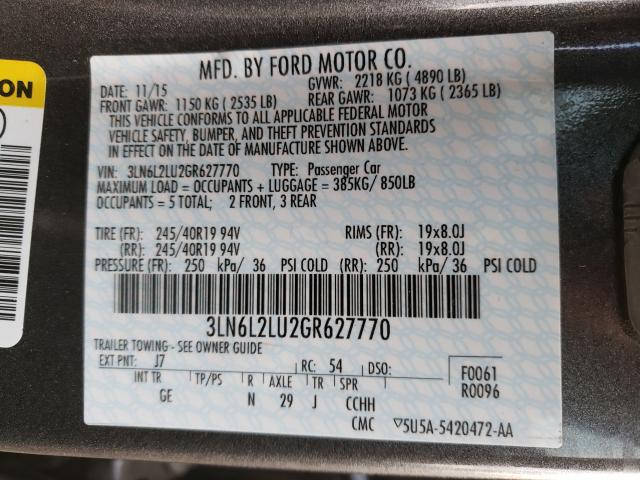 ON
MFD. BY FORD MOTOR CO.
DATE: 11/15 GVWR: 2218 KG ( 4890 LB)
FRONT GAWR: 1150 KG ( 2535 LB) REAR GAWR: 1073 KG ( 2365 LB)
THIS VEHICLE CONFORMS TO ALL APPLICABLE FEDERAL MOTOR
VEHICLE SAFETY, BUMPER, AND THEFT PREVENTION STANDARDS
IN EFFECT ON THE DATE OF MANUFACTURE SHOWN ABOVE.
VIN: 3LN6L2LU2GR627770 TYPE: Passenger Car
MAXIMUM LOAD = OCCUPANTS + LUGGAGE = 385KG/ 850LB
OCCUPANTS = 5 TOTAL; 2 FRONT, 3 REAR
TIRE (FR): 245/40R19 94V RIMS (FR): 19x8.0J
(RR): 245/40R19 94V (RR): 19x8.0J
PRESSURE (FR): 250 kPa/ 36 PSI COLD (RR): 250 kPa/ 36 PSI COLD
3LN6L2LU2GR627770
TRAILER TOWING - SEE OWNER GUIDE
EXT PNT: J7 RC: 54 DSO: F0061
INT TR TP/PS R AXLE TR SPR R0096
GE N 29 J CCHH
CMC ▽5U5A-5420472-AA